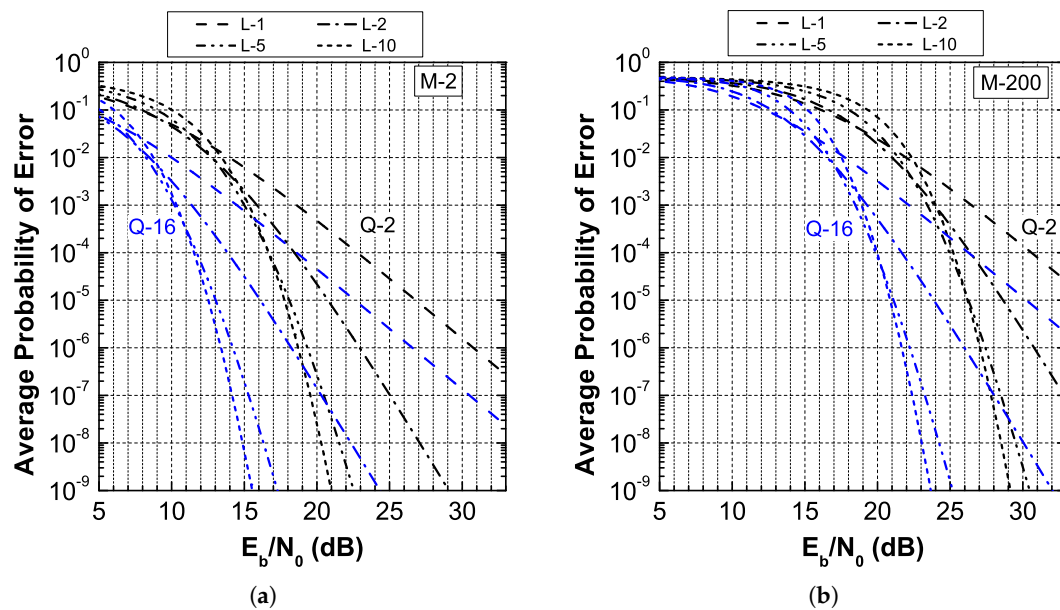 L-1 L-2
L-5 L-10
M-2
Average Probability of Error
10^0
10^-1
10^-2
10^-3
10^-4
10^-5
10^-6
10^-7
10^-8
10^-9
Q-16
Q-2
5 10 15 20 25 30
E_b/N_0 (dB)
(a)
L-1 L-2
L-5 L-10
M-200
Average Probability of Error
10^0
10^-1
10^-2
10^-3
10^-4
10^-5
10^-6
10^-7
10^-8
10^-9
Q-16
Q-2
5 10 15 20 25 30
E_b/N_0 (dB)
(b)